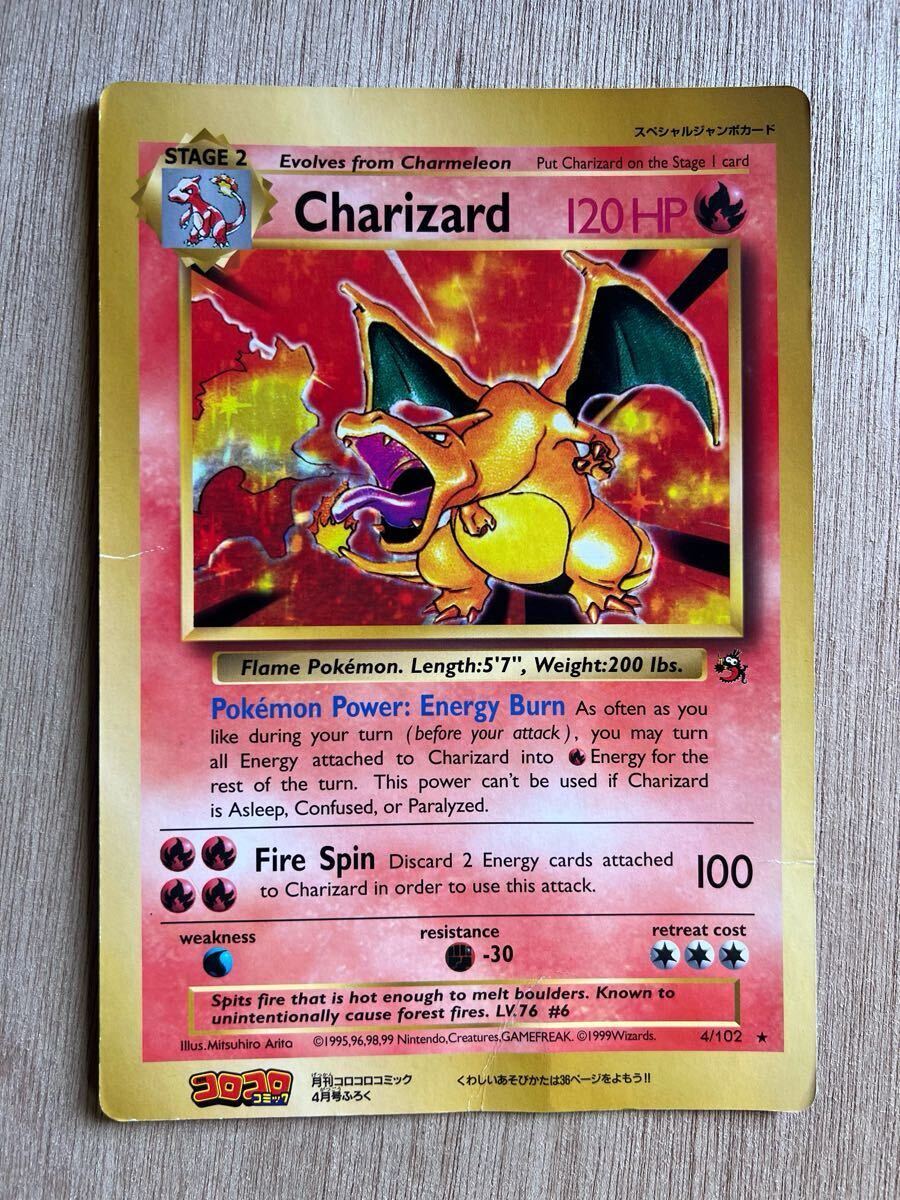 スペシャルジャンボカード
STAGE 2
Evolves from Charmeleon
Put Charizard on the Stage 1 card
Charizard
120 HP
Flame Pokémon. Length:5'7", Weight:200 lbs.
Pokémon Power: Energy Burn As often as you
like during your turn (before your attack), you may turn
all Energy attached to Charizard into Energy for the
rest of the turn. This power can't be used if Charizard
is Asleep, Confused, or Paralyzed.
Fire Spin Discard 2 Energy cards attached
to Charizard in order to use this attack.
100
weakness
resistance
-30
retreat cost
Spits fire that is hot enough to melt boulders. Known to
unintentionally cause forest fires. LV.76 #6
Illus.Mitsuhiro Arita
©1995,96,98,99 Nintendo,Creatures,GAMEFREAK. ©1999Wizards.
4/102 ★
コロコロ
コミック
月刊コロコロコミック
4月号ふろく
くわしいあそびかたは36ページをよもう!!